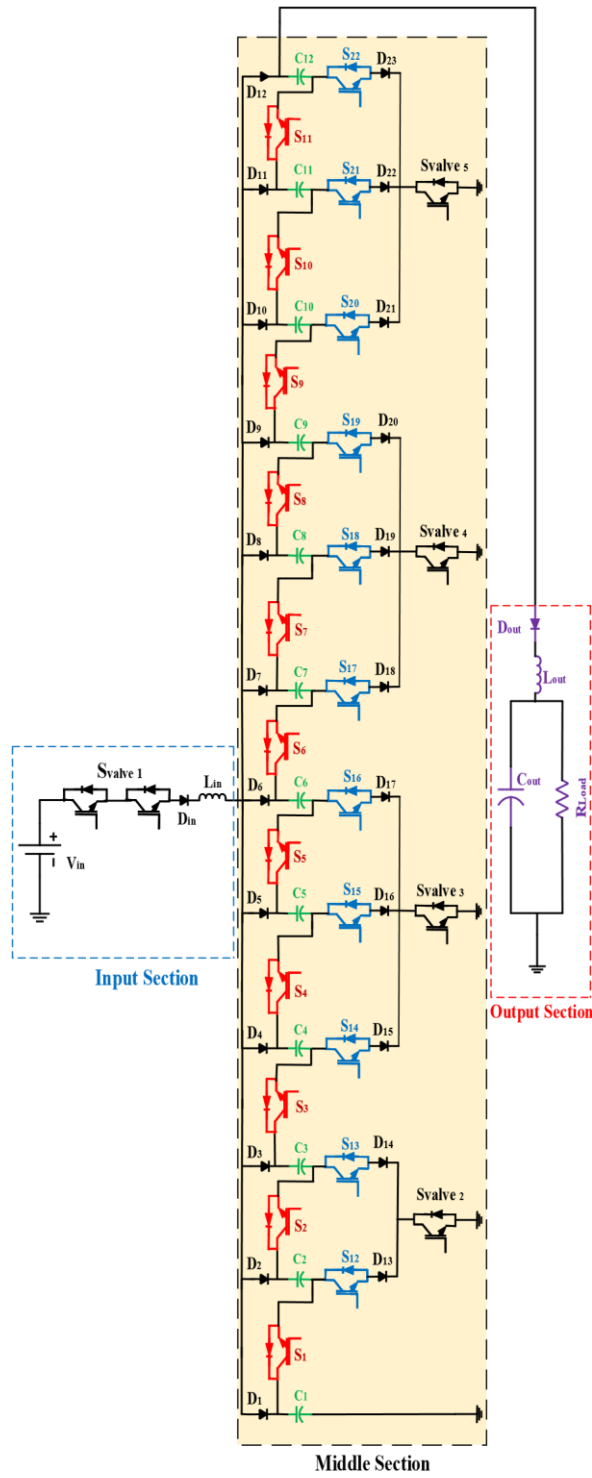 C12 S22 D23
D12
S11
D11 C11 S21 D22 Svalve 5
S10
D10 C10 S20 D21
S9
D9 C9 S19 D20
S8
D8 C8 S18 D19 Svalve 4
S7
Dout
Lout
D7 C7 S17 D18
S6
Svalve 1 Lin D6 C6 S16 D17
Cout RLoad
Din
+
Vin
S5
D5 C5 S15 D16 Svalve 3
Input Section
S4
Output Section
D4 C4 S14 D15
S3
D3 C3 S13 D14
Svalve 2
S2
D2 C2 S12 D13
S1
D1 C1
Middle Section